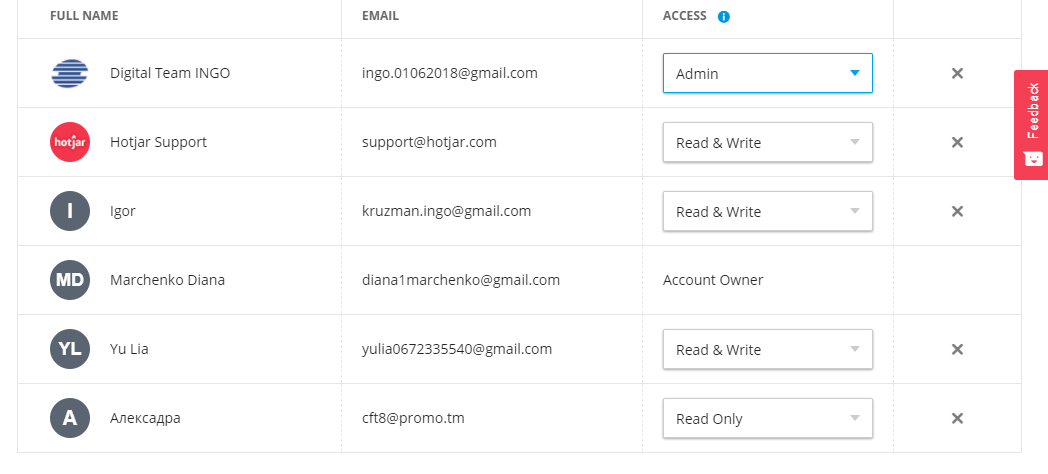 FULL NAME EMAIL ACCESS i
Digital Team INGO ingo.01062018@gmail.com Admin
hotjar Hotjar Support support@hotjar.com Read & Write
I Igor kruzman.ingo@gmail.com Read & Write
MD Marchenko Diana diana1marchenko@gmail.com Account Owner
YL Yu Lia yulia0672335540@gmail.com Read & Write
А Алексадра cft8@promo.tm Read Only
Feedback